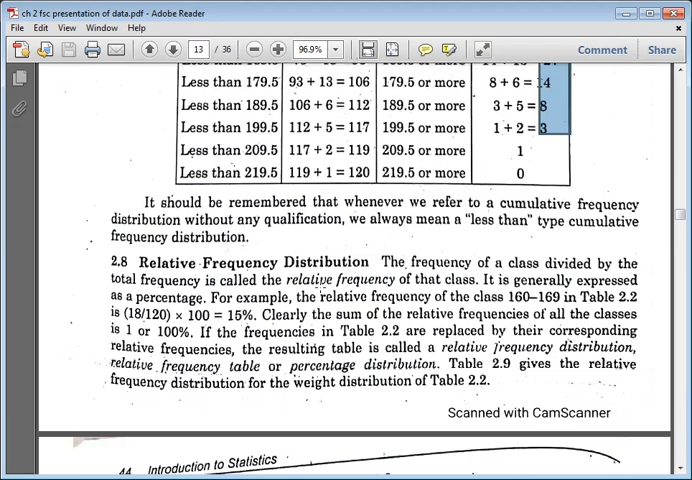 ch 2 fsc presentation of data.pdf - Adobe Reader
File Edit View Window Help
13 / 36 96.9% Comment Share
Less than 179.5 93 + 13 = 106 179.5 or more 8 + 6 = 14
Less than 189.5 106 + 6 = 112 189.5 or more 3 + 5 = 8
Less than 199.5 112 + 5 = 117 199.5 or more 1 + 2 = 3
Less than 209.5 117 + 2 = 119 209.5 or more 1
Less than 219.5 119 + 1 = 120 219.5 or more 0
It should be remembered that whenever we refer to a cumulative frequency
distribution without any qualification, we always mean a "less than" type cumulative
frequency distribution.
2.8 Relative Frequency Distribution The frequency of a class divided by the
total frequency is called the relative frequency of that class. It is generally expressed
as a percentage. For example, the relative frequency of the class 160–169 in Table 2.2
is (18/120) × 100 = 15%. Clearly the sum of the relative frequencies of all the classes
is 1 or 100%. If the frequencies in Table 2.2 are replaced by their corresponding
relative frequencies, the resulting table is called a relative frequency distribution,
relative frequency table or percentage distribution. Table 2.9 gives the relative
frequency distribution for the weight distribution of Table 2.2.
Scanned with CamScanner
44 Introduction to Statistics